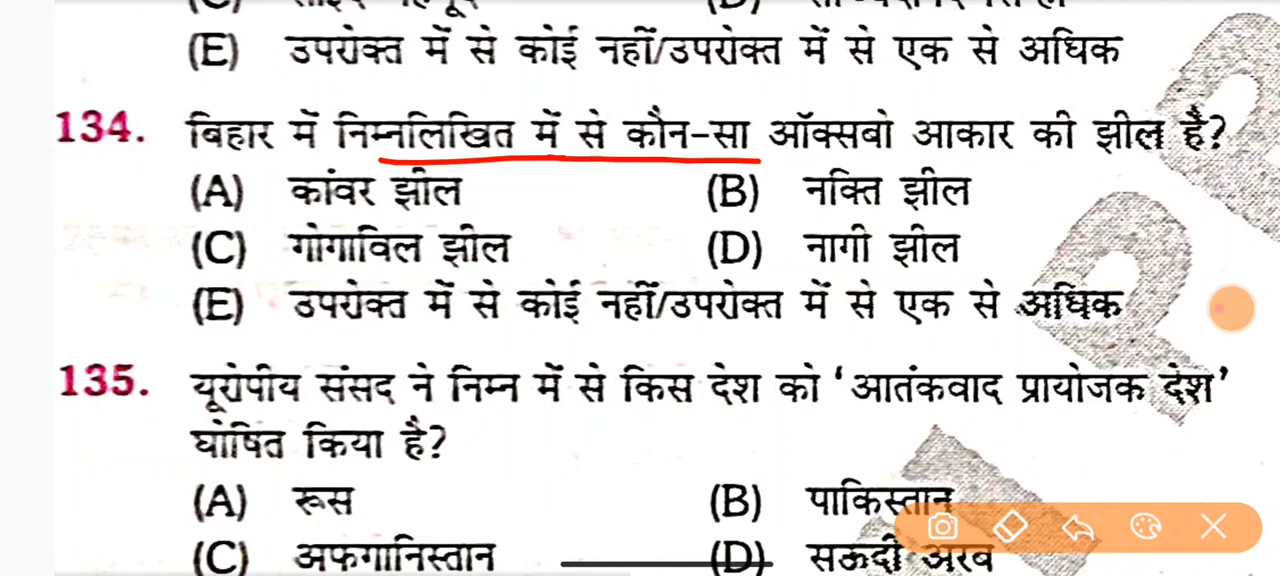 (E) उपरोक्त में से कोई नहीं/उपरोक्त में से एक से अधिक
134. बिहार में निम्नलिखित में से कौन-सा ऑक्सबो आकार की झील है?
(A) कांवर झील (B) नक्ति झील
(C) गोगाविल झील (D) नागी झील
(E) उपरोक्त में से कोई नहीं/उपरोक्त में से एक से अधिक
135. यूरोपीय संसद ने निम्न में से किस देश को ‘आतंकवाद प्रायोजक देश’
घोषित किया है?
(A) रूस (B) पाकिस्तान
(C) अफगानिस्तान (D) सऊदी अरब